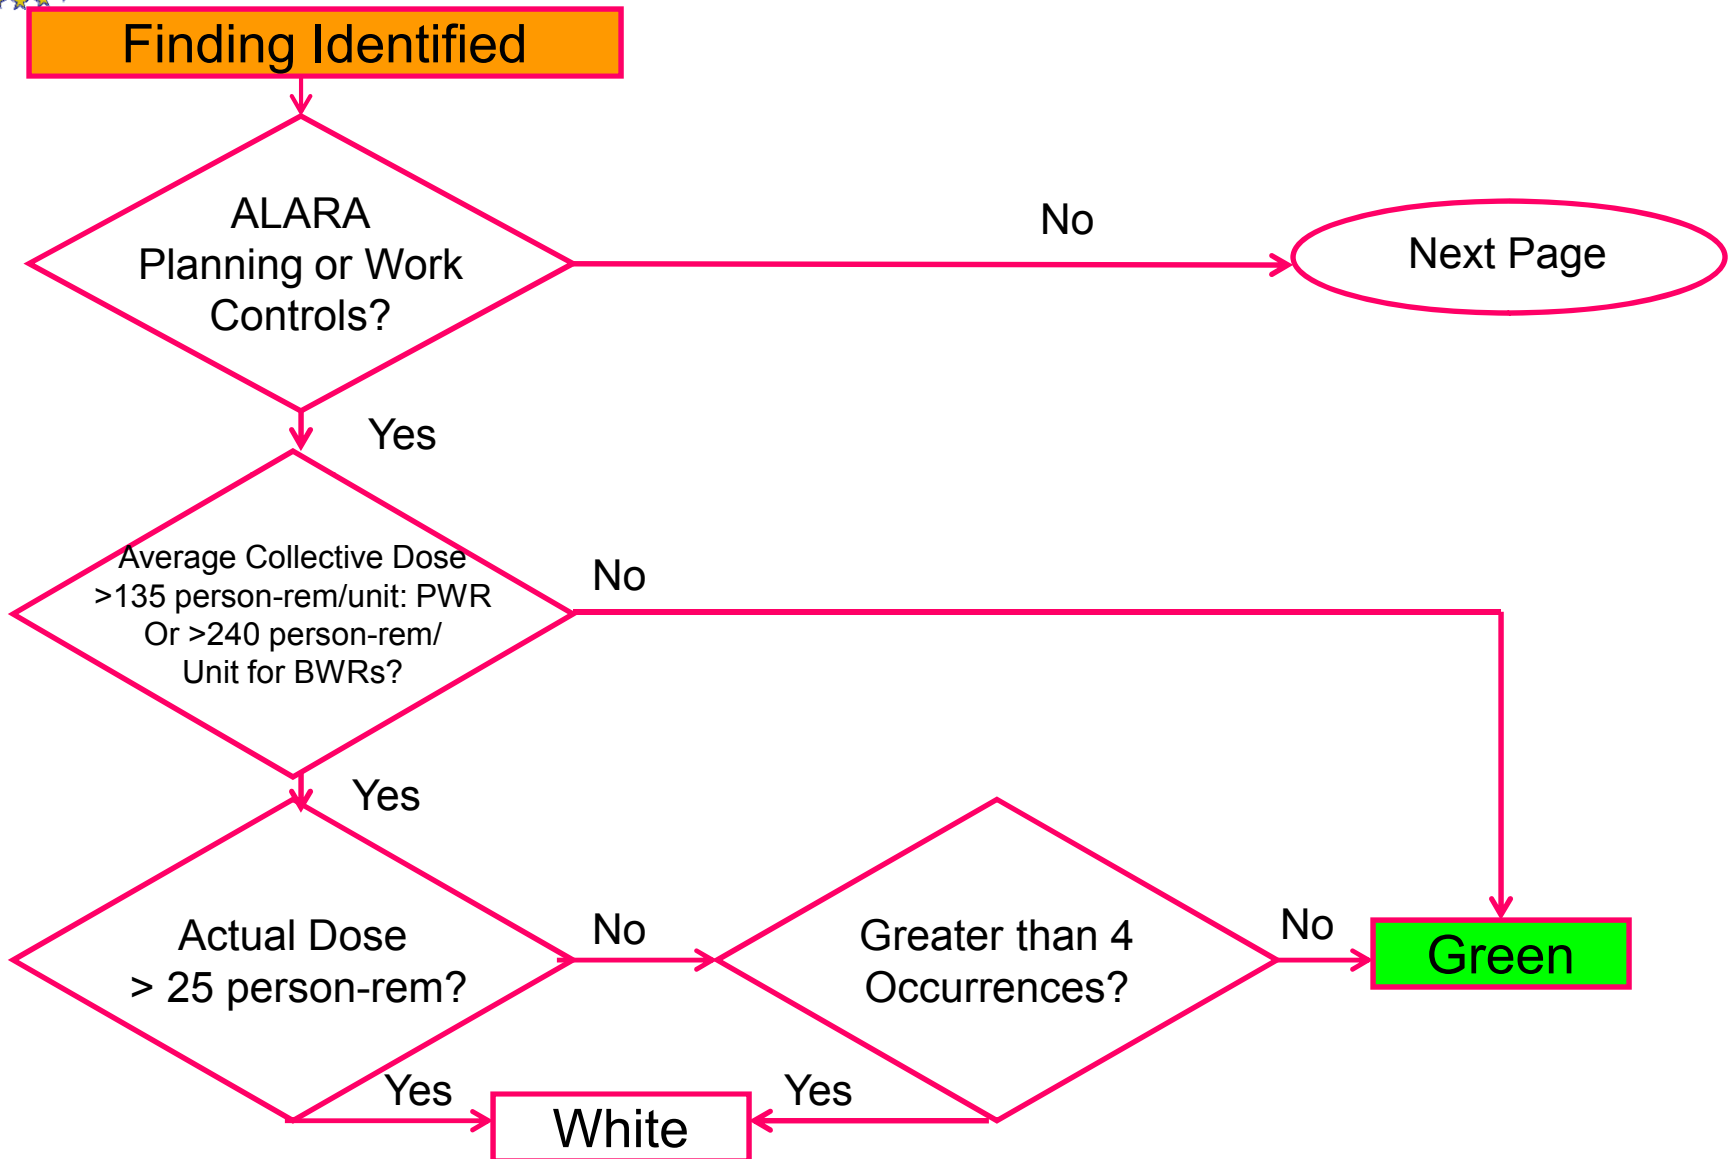 Finding Identified
ALARA
Planning or Work
Controls?
No
Next Page
Yes
Average Collective Dose
>135 person-rem/unit: PWR
Or >240 person-rem/
Unit for BWRs?
No
Yes
Actual Dose
> 25 person-rem?
No
Greater than 4
Occurrences?
No
Green
Yes
White
Yes